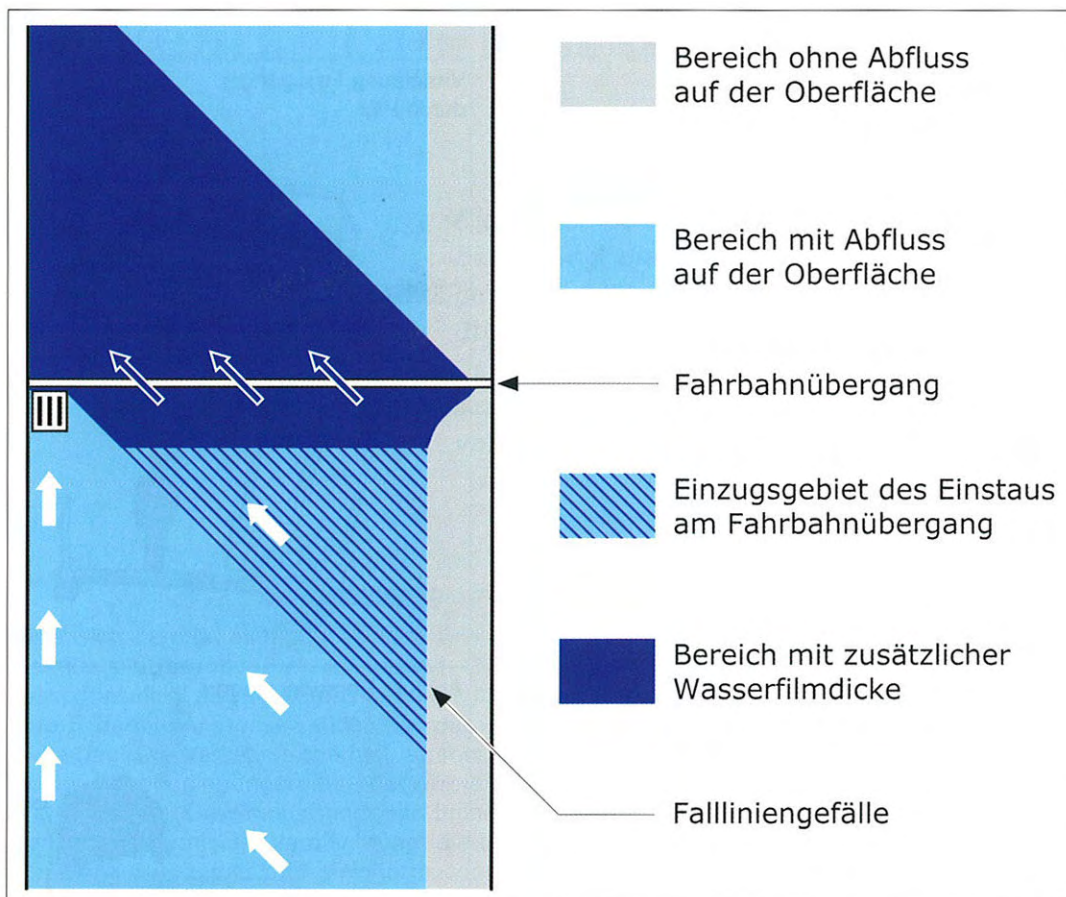 Bereich ohne Abfluss
auf der Oberfläche
Bereich mit Abfluss
auf der Oberfläche
Fahrbahnübergang
Einzugsgebiet des Einstaus
am Fahrbahnübergang
Bereich mit zusätzlicher
Wasserfilmdicke
Fallliniengefälle